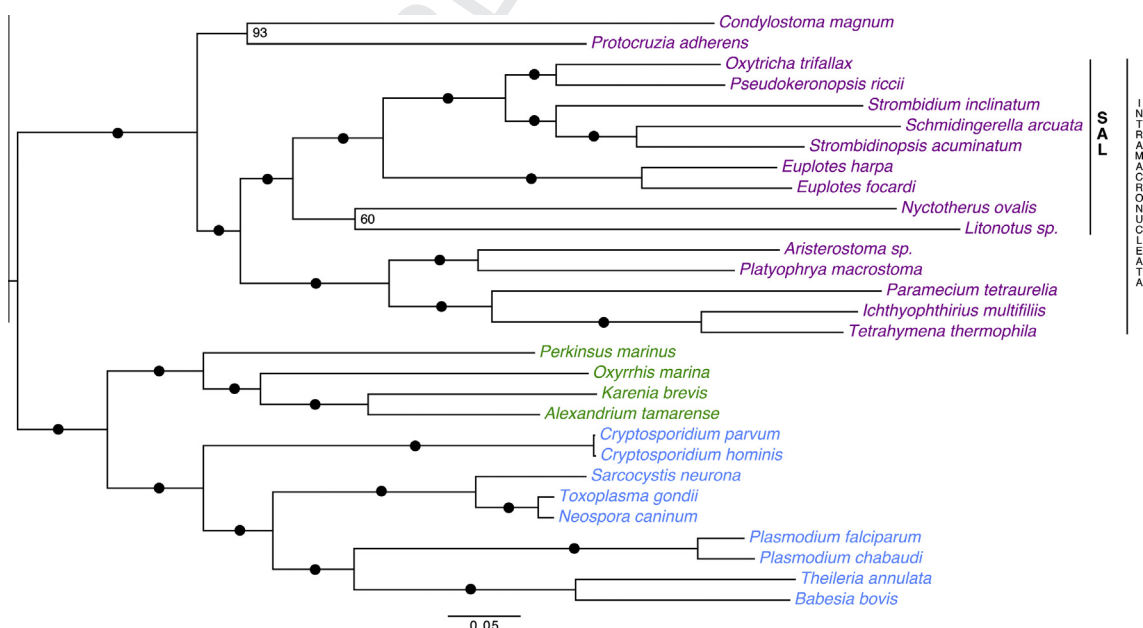 Condylostoma magnum
93
Protocruzia adherens
Oxytricha trifallax
Pseudokeronopsis riccii
Strombidium inclinatum
Schmidingerella arcuata
Strombidinopsis acuminatum
Euplotes harpa
Euplotes focardi
Nyctotherus ovalis
60
Litonotus sp.
Aristerostoma sp.
Platyophrya macrostoma
Paramecium tetraurelia
Ichthyophthirius multifiliis
Tetrahymena thermophila
SAL
INTRAMACRONUCLEATA
Perkinsus marinus
Oxyrrhis marina
Karenia brevis
Alexandrium tamarense
Cryptosporidium parvum
Cryptosporidium hominis
Sarcocystis neurona
Toxoplasma gondii
Neospora caninum
Plasmodium falciparum
Plasmodium chabaudi
Theileria annulata
Babesia bovis
0.05